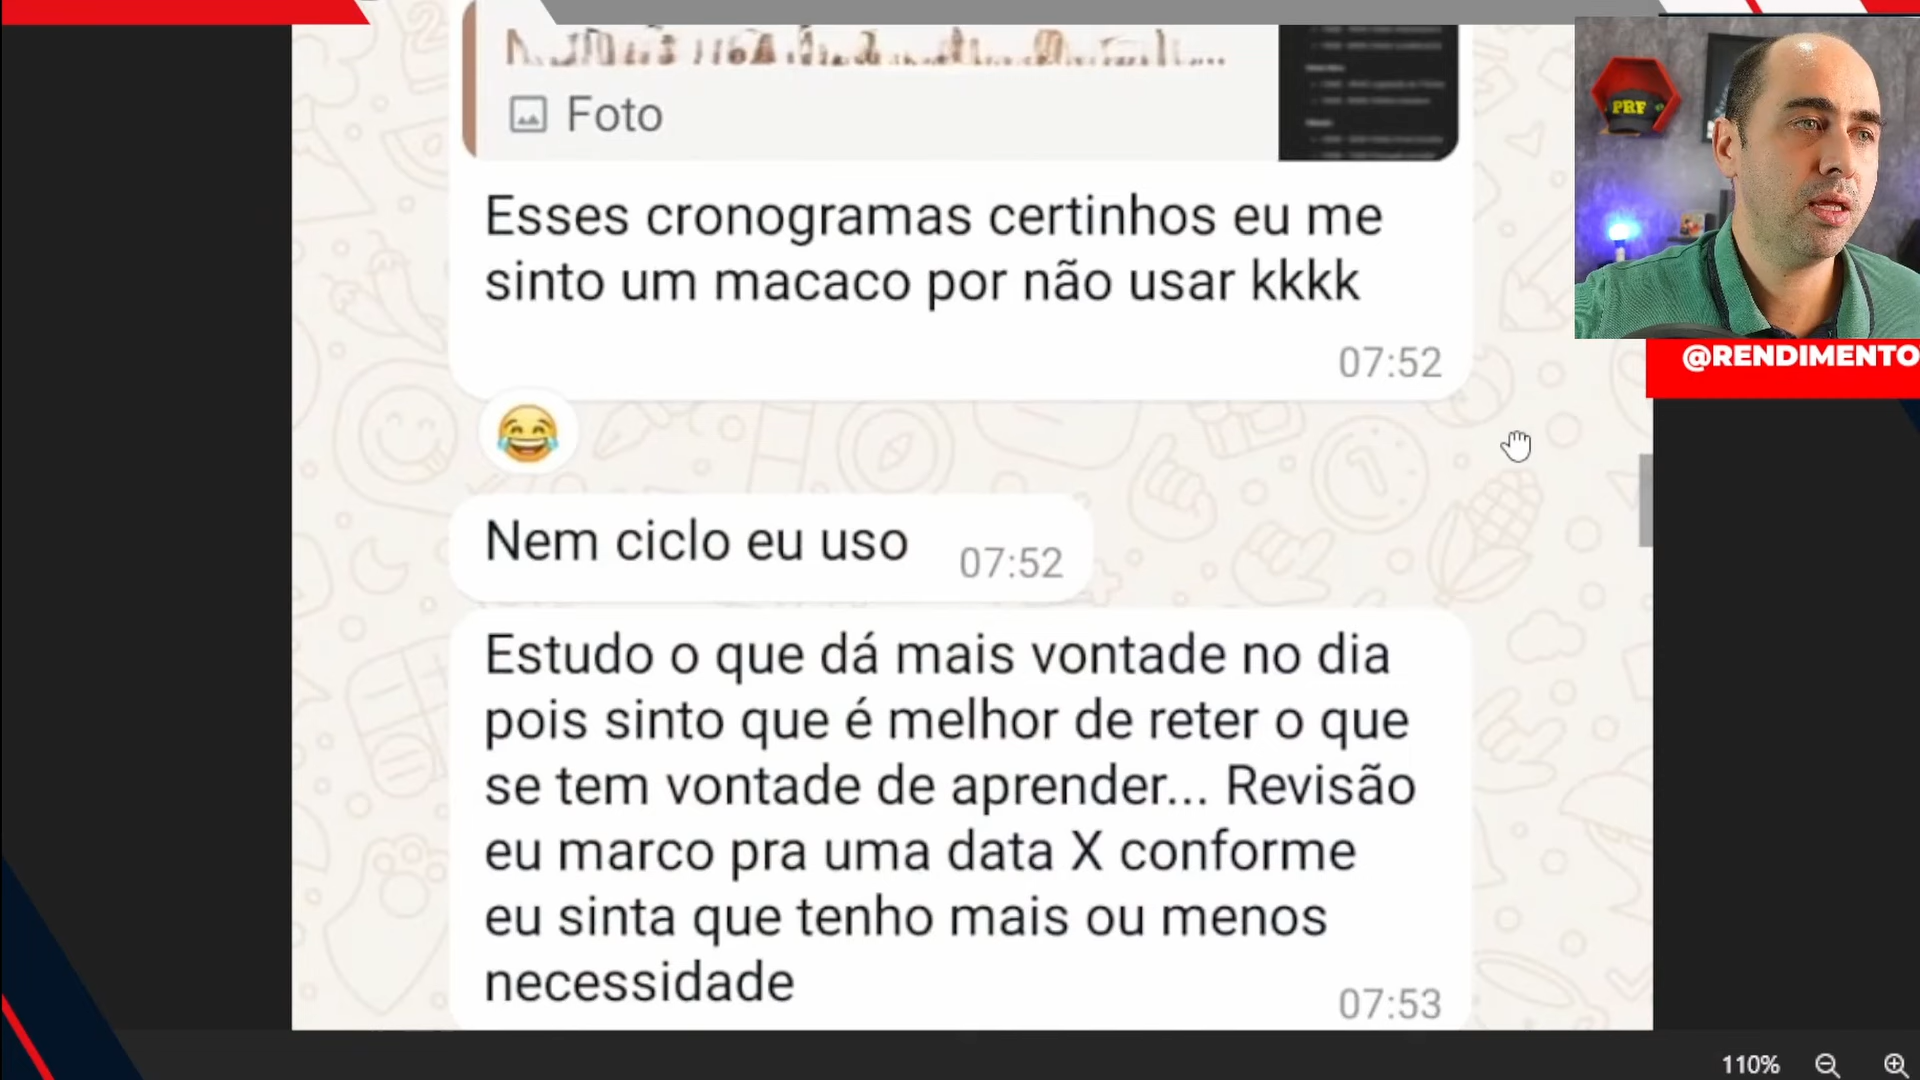 Foto
Esses cronogramas certinhos eu me
sinto um macaco por não usar kkkk
07:52
Nem ciclo eu uso 07:52
Estudo o que dá mais vontade no dia
pois sinto que é melhor de reter o que
se tem vontade de aprender... Revisão
eu marco pra uma data X conforme
eu sinta que tenho mais ou menos
necessidade
07:53
PRF
@RENDIMENTO
110%